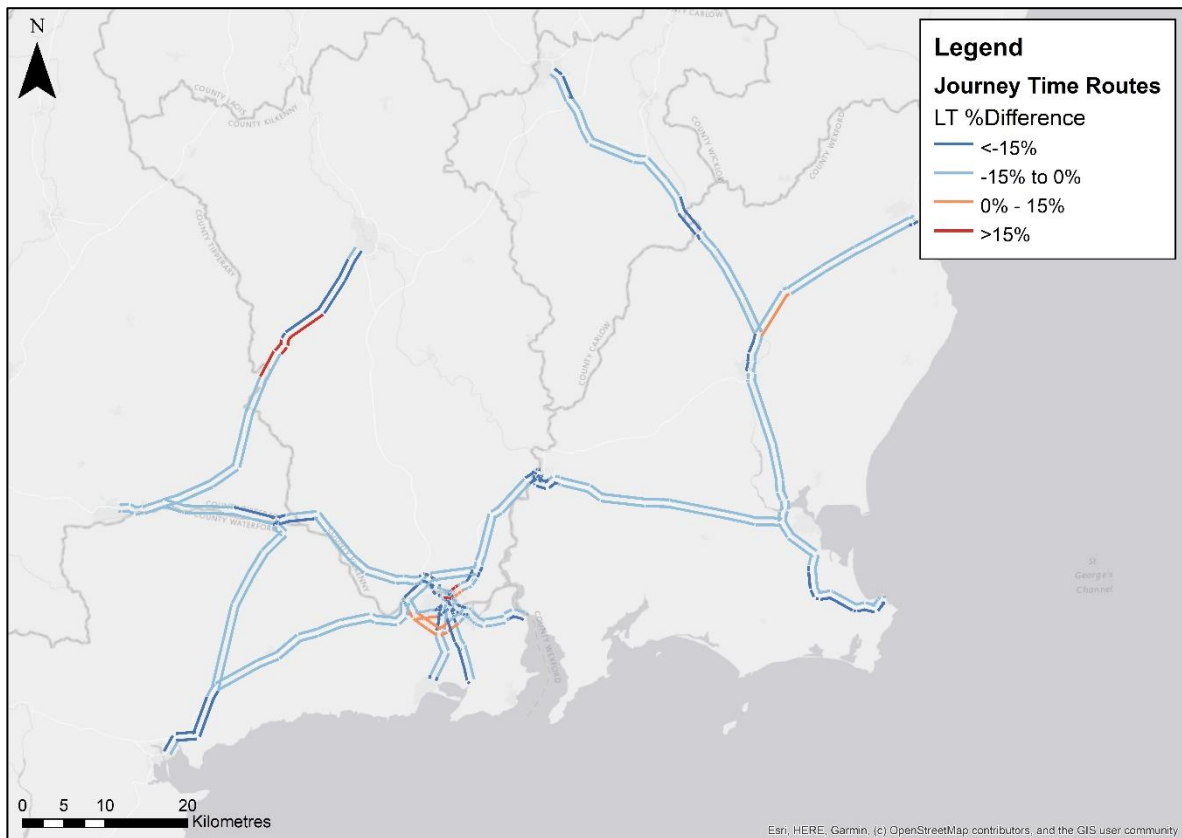 N
COUNTY CARLOW
COUNTY LAOIS
COUNTY KILKENNY
COUNTY WICKLOW
COUNTY WEXFORD
COUNTY TIPPERARY
COUNTY CARLOW
COUNTY WATERFORD
COUNTY KILKENNY
COUNTY WEXFORD
St
George's
Channel
Legend
Journey Time Routes
LT %Difference
<-15%
-15% to 0%
0% - 15%
>15%
0 5 10 20
Kilometres
Esri, HERE, Garmin, (c) OpenStreetMap contributors, and the GIS user community